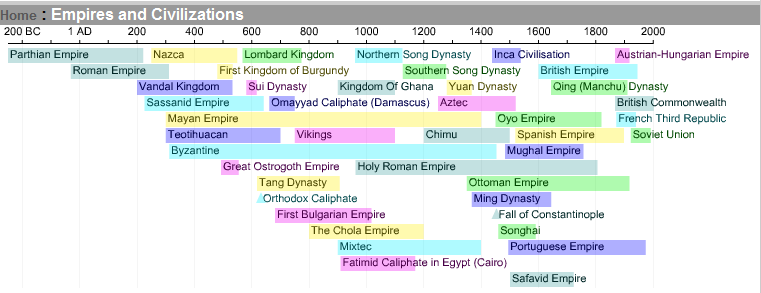 Home : Empires and Civilizations
200 BC 1 AD 200 400 600 800 1000 1200 1400 1600 1800 2000
Parthian Empire Nazca Lombard Kingdom Northern Song Dynasty Inca Civilisation Austrian-Hungarian Empire
Roman Empire First Kingdom of Burgundy Southern Song Dynasty British Empire
Vandal Kingdom Sui Dynasty Kingdom Of Ghana Yuan Dynasty Qing (Manchu) Dynasty
Sassanid Empire Omayyad Caliphate (Damascus) Aztec British Commonwealth
Mayan Empire Oyo Empire French Third Republic
Teotihuacan Vikings Chimu Spanish Empire Soviet Union
Byzantine Mughal Empire
Great Ostrogoth Empire Holy Roman Empire
Tang Dynasty Ottoman Empire
Orthodox Caliphate Ming Dynasty
First Bulgarian Empire Fall of Constantinople
The Chola Empire Songhai
Mixtec Portuguese Empire
Fatimid Caliphate in Egypt (Cairo)
Safavid Empire